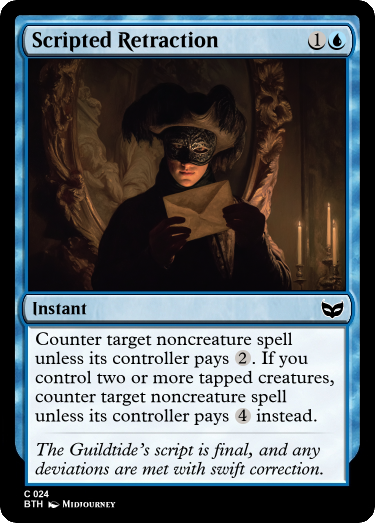 Scripted Retraction 1
Instant
Counter target noncreature spell
unless its controller pays 2. If you
control two or more tapped creatures,
counter target noncreature spell
unless its controller pays 4 instead.
The Guildtide's script is final, and any
deviations are met with swift correction.
C 024
BTH Midjourney